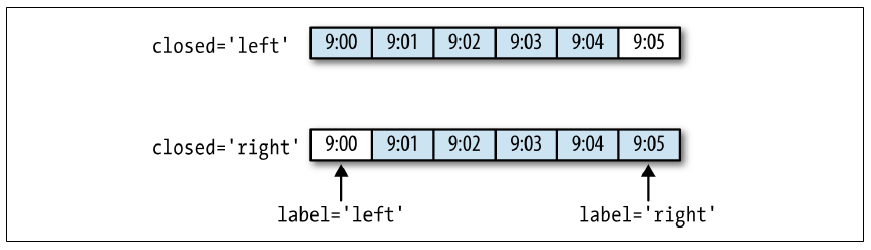 closed='left' 9:00 9:01 9:02 9:03 9:04 9:05
closed='right' 9:00 9:01 9:02 9:03 9:04 9:05
label='left' label='right'